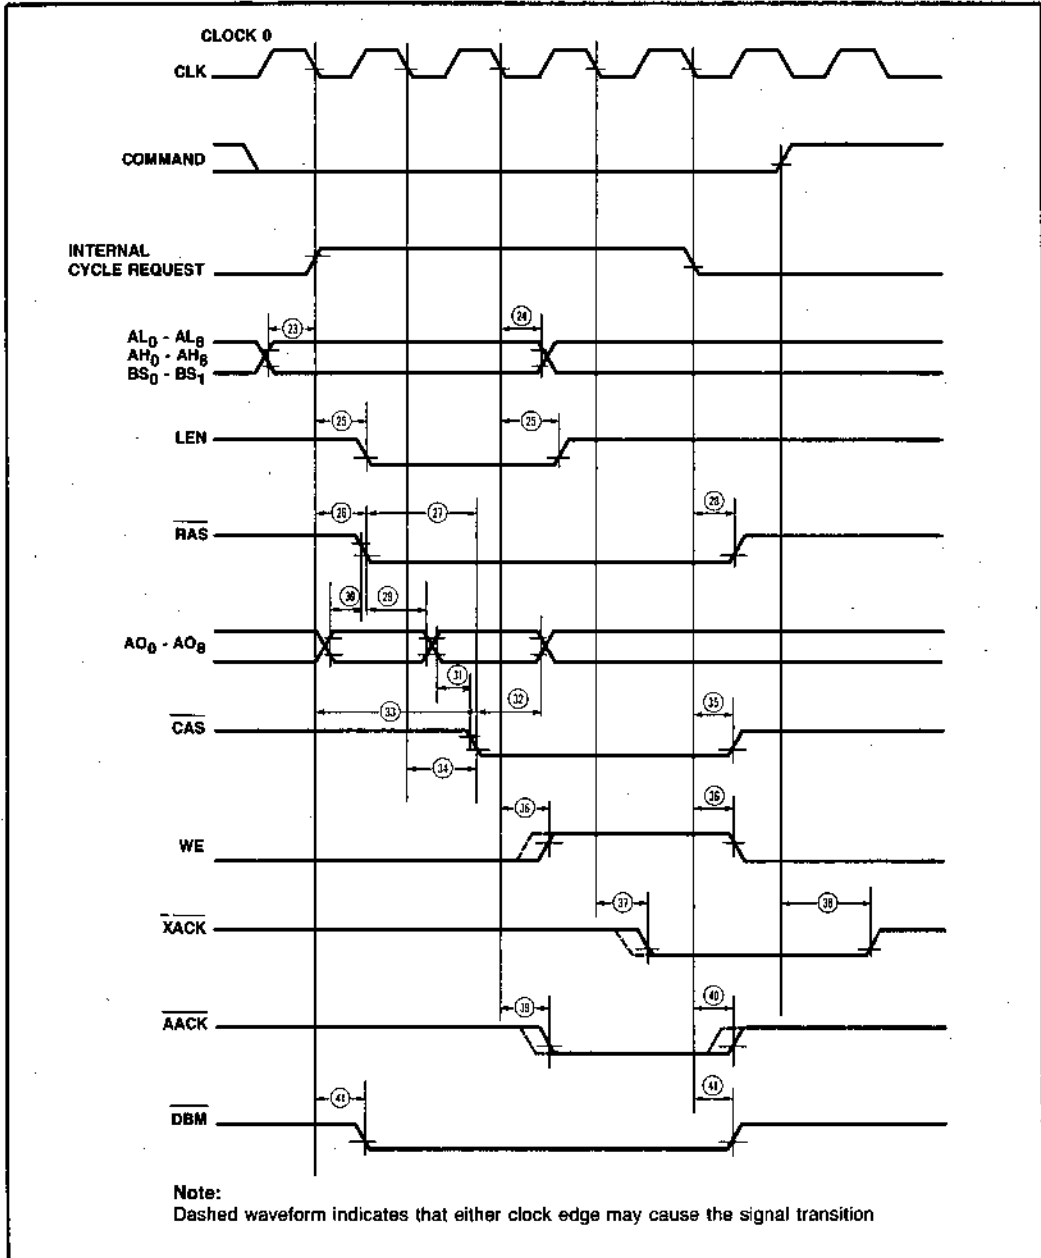 CLOCK 0
CLK
COMMAND
INTERNAL
CYCLE REQUEST
23
24
AL0 - AL8
AH0 - AH8
BS0 - BS1
25
25
LEN
26
27
28
RAS
30
29
AO0 - AO8
31
32
33
35
CAS
34
36
36
WE
37
38
XACK
39
40
AACK
41
41
DBM
Note:
Dashed waveform indicates that either clock edge may cause the signal transition